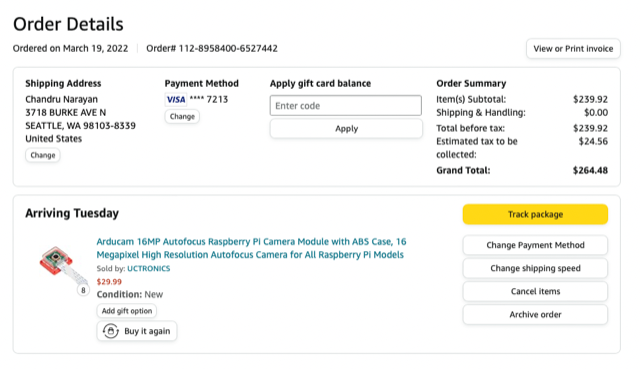 Order Details
Ordered on March 19, 2022 | Order# 112-8958400-6527442
View or Print invoice
Shipping Address
Chandru Narayan
3718 BURKE AVE N
SEATTLE, WA 98103-8339
United States
Change
Payment Method
VISA **** 7213
Change
Apply gift card balance
Enter code
Apply
Order Summary
Item(s) Subtotal: $239.92
Shipping & Handling: $0.00
Total before tax: $239.92
Estimated tax to be $24.56
collected:
Grand Total: $264.48
Arriving Tuesday
8
Arducam 16MP Autofocus Raspberry Pi Camera Module with ABS Case, 16
Megapixel High Resolution Autofocus Camera for All Raspberry Pi Models
Sold by: UCTRONICS
$29.99
Condition: New
Add gift option
Buy it again
Track package
Change Payment Method
Change shipping speed
Cancel items
Archive order